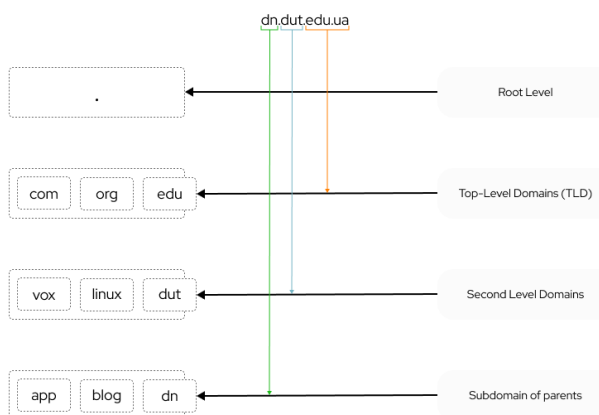 dn.dut.edu.ua
.
Root Level
com org edu
Top-Level Domains (TLD)
vox linux dut
Second Level Domains
app blog dn
Subdomain of parents